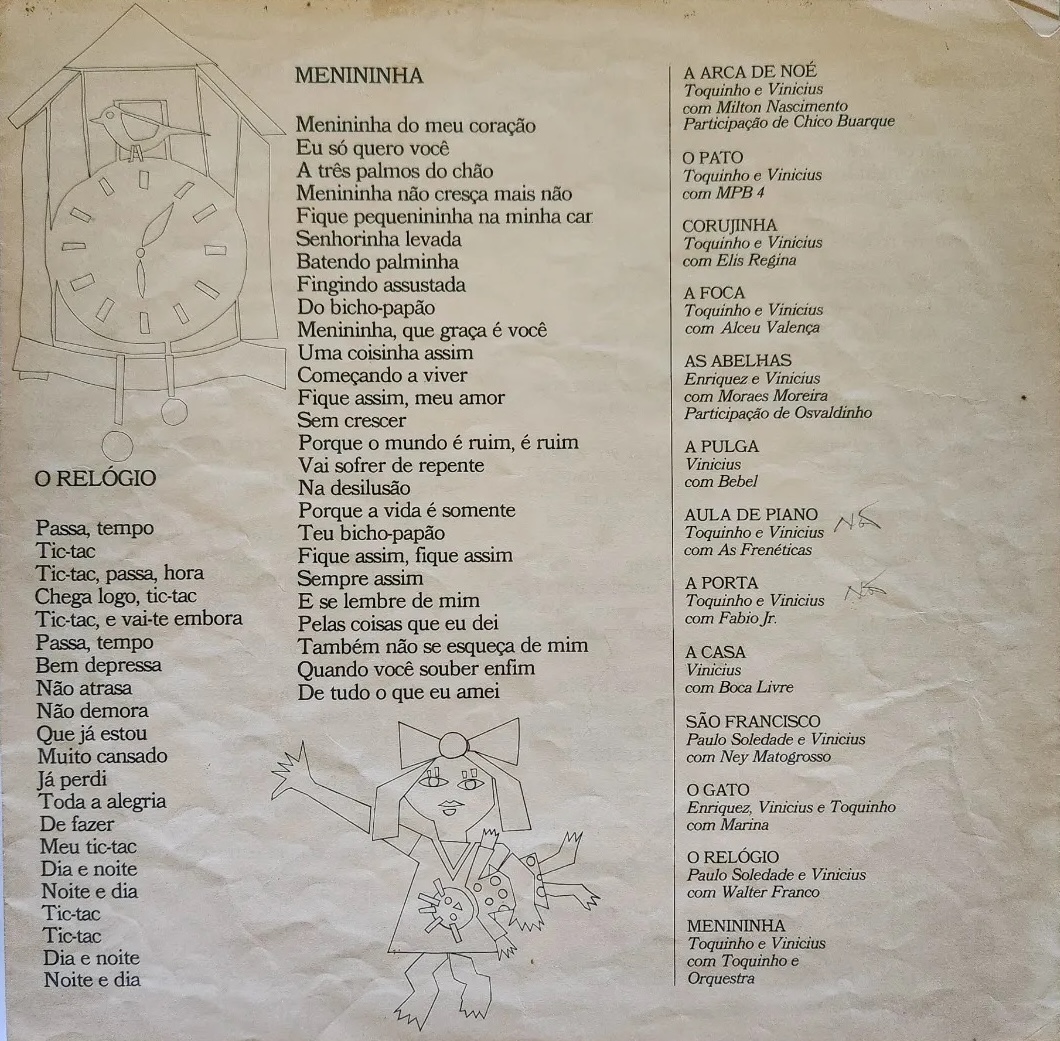 O RELÓGIO
Passa, tempo
Tic-tac
Tic-tac, passa, hora
Chega logo, tic-tac
Tic-tac, e vai-te embora
Passa, tempo
Bem depressa
Não atrasa
Não demora
Que já estou
Muito cansado
Já perdi
Toda a alegria
De fazer
Meu tic-tac
Dia e noite
Noite e dia
Tic-tac
Tic-tac
Dia e noite
Noite e dia
MENININHA
Menininha do meu coração
Eu só quero você
A três palmos do chão
Menininha não cresça mais não
Fique pequenininha na minha can
Senhorinha levada
Batendo palminha
Fingindo assustada
Do bicho-papão
Menininha, que graça é você
Uma coisinha assim
Começando a viver
Fique assim, meu amor
Sem crescer
Porque o mundo é ruim, é ruim
Vai sofrer de repente
Na desilusão
Porque a vida é somente
Teu bicho-papão
Fique assim, fique assim
Sempre assim
E se lembre de mim
Pelas coisas que eu dei
Também não se esqueça de mim
Quando você souber enfim
De tudo o que eu amei
A ARCA DE NOÉ
Toquinho e Vinicius
com Milton Nascimento
Participação de Chico Buarque
O PATO
Toquinho e Vinicius
com MPB 4
CORUJINHA
Toquinho e Vinicius
com Elis Regina
A FOCA
Toquinho e Vinicius
com Alceu Valença
AS ABELHAS
Enriquez e Vinicius
com Moraes Moreira
Participação de Osvaldinho
A PULGA
Vinicius
com Bebel
AULA DE PIANO
Toquinho e Vinicius
com As Frenéticas
A PORTA
Toquinho e Vinicius
com Fabio Jr.
A CASA
Vinicius
com Boca Livre
SÃO FRANCISCO
Paulo Soledade e Vinicius
com Ney Matogrosso
O GATO
Enriquez, Vinicius e Toquinho
com Marina
O RELÓGIO
Paulo Soledade e Vinicius
com Walter Franco
MENININHA
Toquinho e Vinicius
com Toquinho e
Orquestra